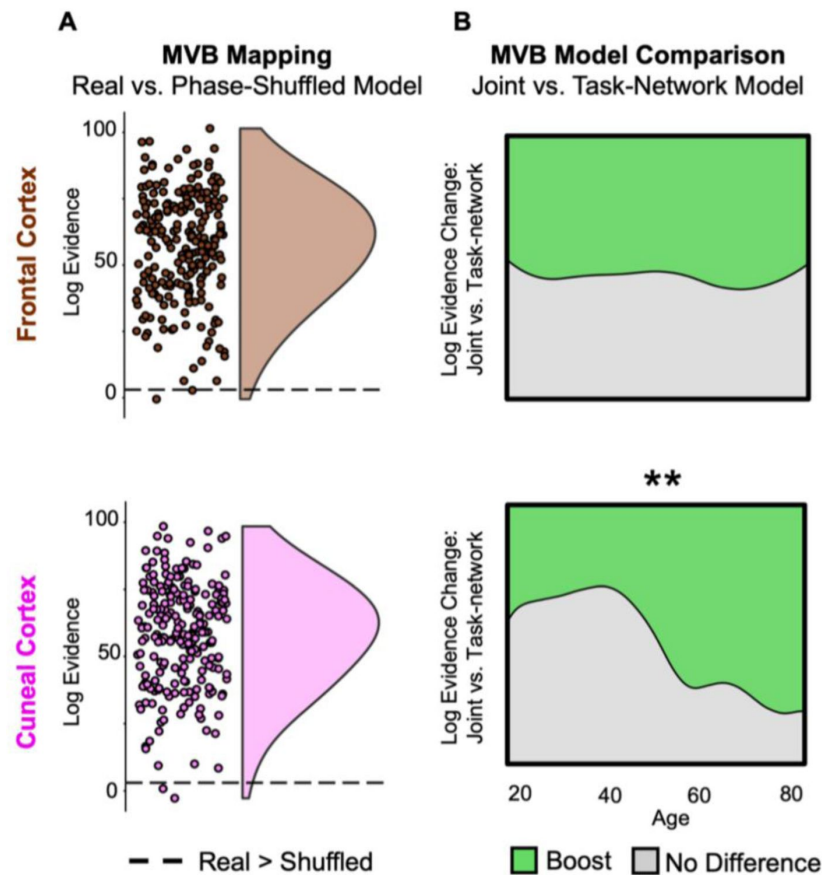 A
MVB Mapping
Real vs. Phase-Shuffled Model
Frontal Cortex
Log Evidence
100
50
0
B
MVB Model Comparison
Joint vs. Task-Network Model
Log Evidence Change:
Joint vs. Task-network
Cuneal Cortex
Log Evidence
100
50
0
**
Log Evidence Change:
Joint vs. Task-network
20 40 60 80
Age
Real > Shuffled
Boost
No Difference